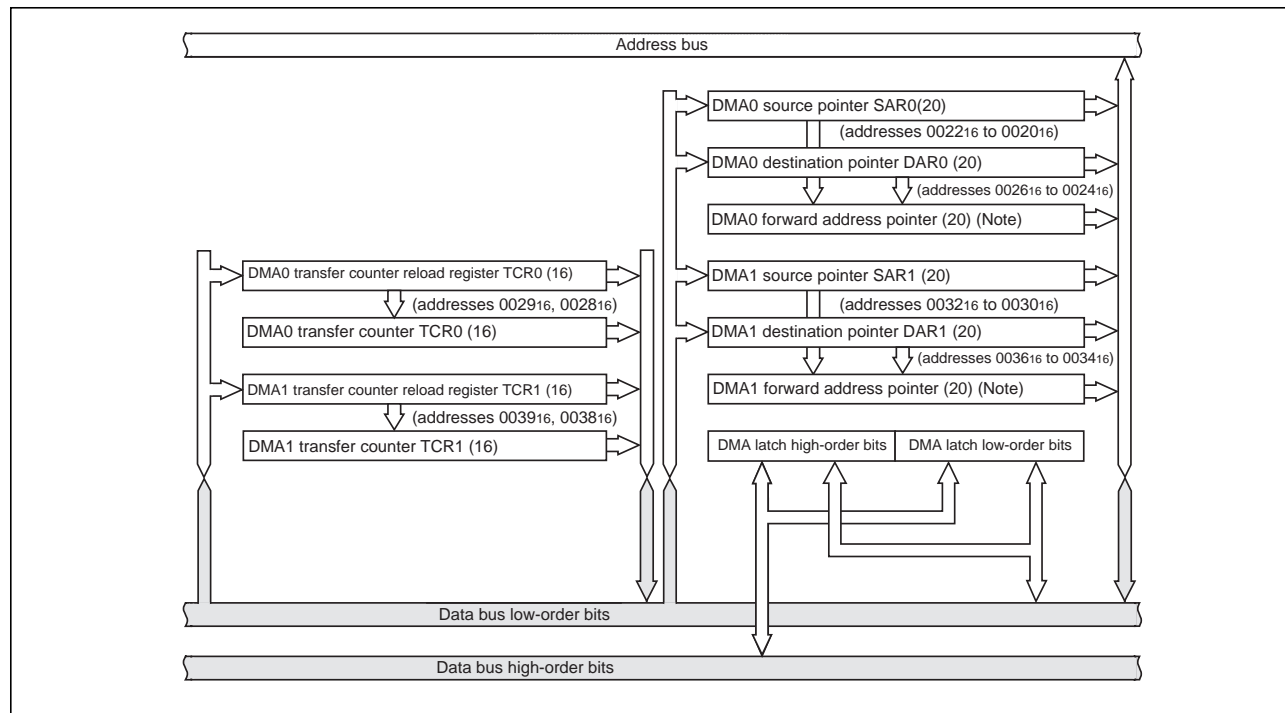 Address bus
DMA0 source pointer SAR0(20)
(addresses 002216 to 002016)
DMA0 destination pointer DAR0 (20)
(addresses 002616 to 002416)
DMA0 forward address pointer (20) (Note)
DMA0 transfer counter reload register TCR0 (16)
(addresses 002916, 002816)
DMA0 transfer counter TCR0 (16)
DMA1 transfer counter reload register TCR1 (16)
(addresses 003916, 003816)
DMA1 transfer counter TCR1 (16)
DMA1 source pointer SAR1 (20)
(addresses 003216 to 003016)
DMA1 destination pointer DAR1 (20)
(addresses 003616 to 003416)
DMA1 forward address pointer (20) (Note)
DMA latch high-order bits DMA latch low-order bits
Data bus low-order bits
Data bus high-order bits